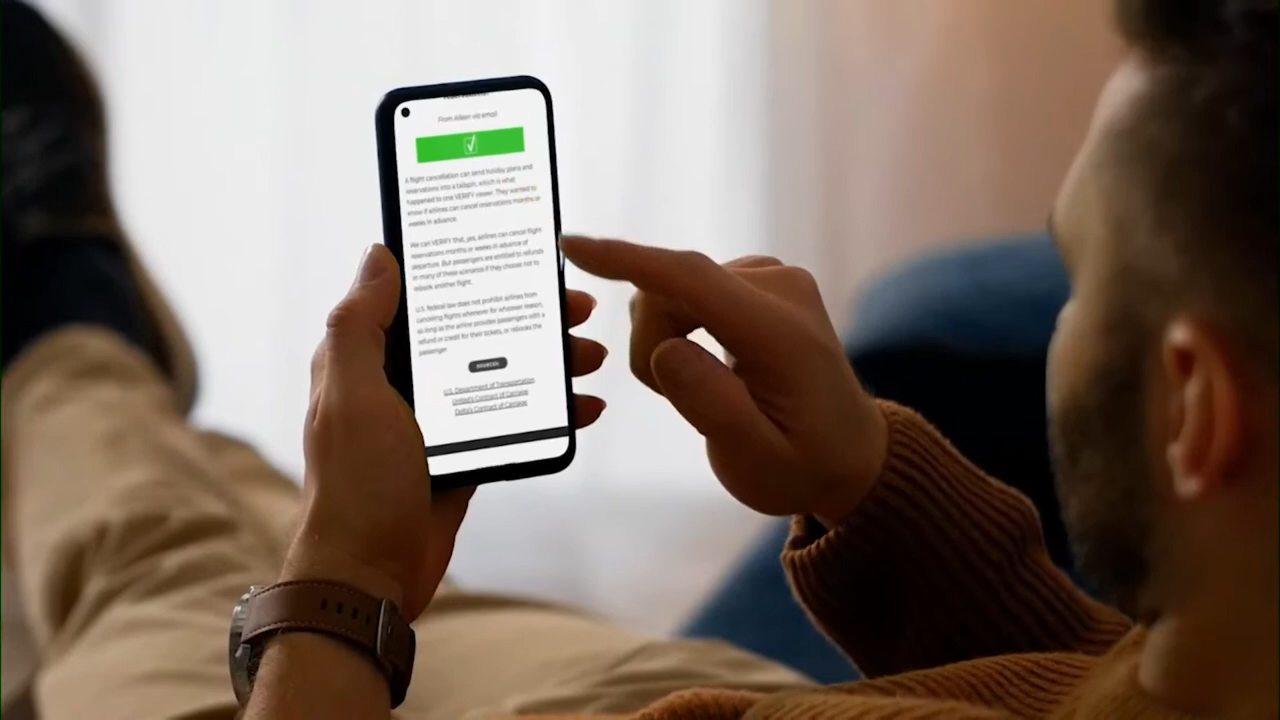 From Aileen via email
A flight cancellation can send holiday plans and
reservations into a tailspin, which is what
happened to one VERIFY viewer. They wanted to
know if airlines can cancel reservations months or
weeks in advance.
We can VERIFY that, yes, airlines can cancel flight
reservations months or weeks in advance of
departure. But passengers are entitled to refunds
in many of these scenarios if they choose not to
rebook another flight.
U.S. federal law does not prohibit airlines from
canceling flights whenever for whatever reason,
as long as the airline provides passengers with a
refund or credit for their tickets, or rebooks the
passenger
SOURCES
U.S. Department of Transportation
United's Contract of Carriage
Delta's Contract of Carriage